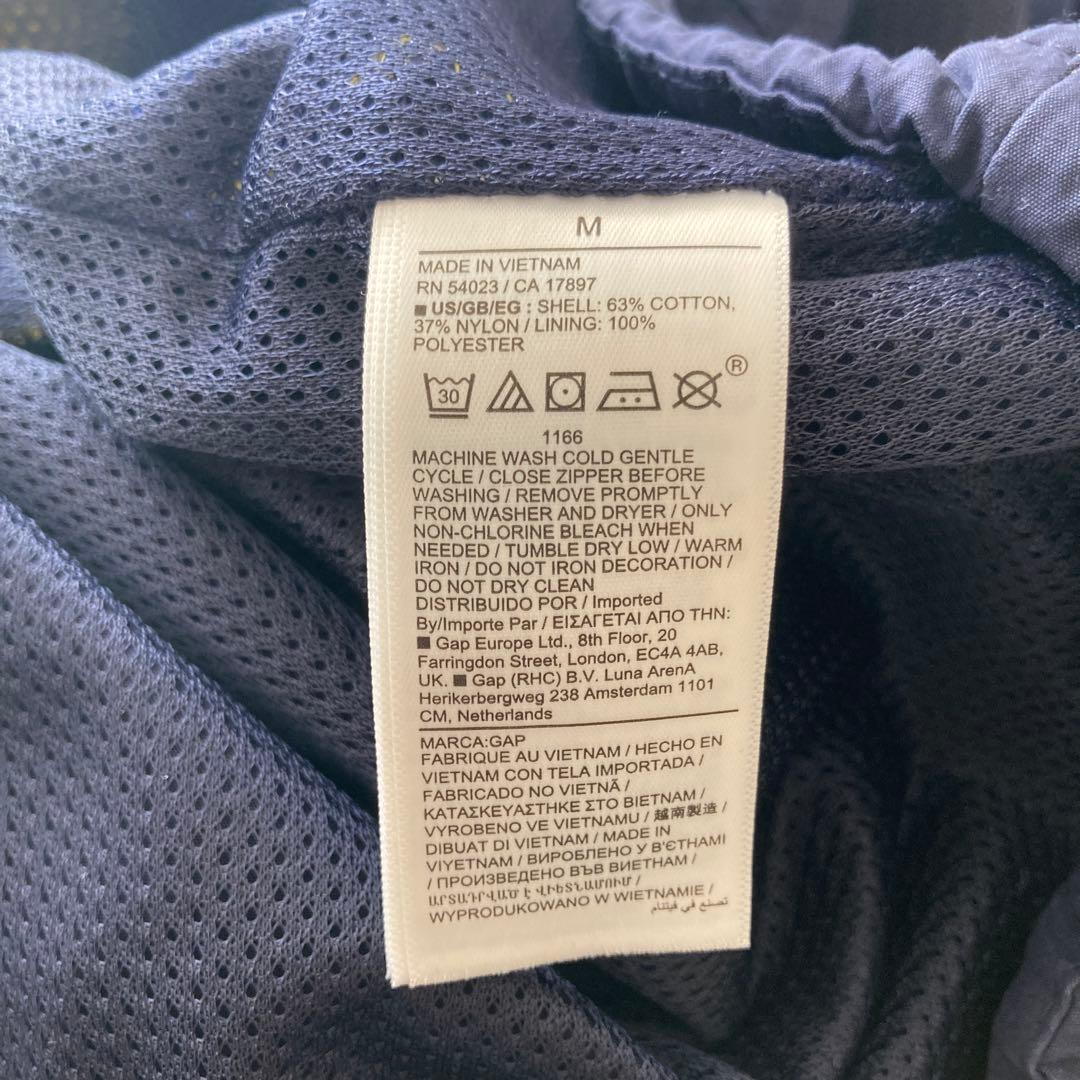 M
MADE IN VIETNAM
RN 54023 / CA 17897
■ US/GB/EG : SHELL: 63% COTTON,
37% NYLON / LINING: 100%
POLYESTER
30
®
1166
MACHINE WASH COLD GENTLE
CYCLE / CLOSE ZIPPER BEFORE
WASHING / REMOVE PROMPTLY
FROM WASHER AND DRYER / ONLY
NON-CHLORINE BLEACH WHEN
NEEDED / TUMBLE DRY LOW / WARM
IRON / DO NOT IRON DECORATION /
DO NOT DRY CLEAN
DISTRIBUIDO POR / Imported
By/Importe Par / ΕΙΣΑΓΕΤΑΙ ΑΠΟ ΤΗΝ:
■ Gap Europe Ltd., 8th Floor, 20
Farringdon Street, London, EC4A 4AB,
UK. ■ Gap (RHC) B.V. Luna ArenA
Herikerbergweg 238 Amsterdam 1101
CM, Netherlands
MARCA:GAP
FABRIQUE AU VIETNAM / HECHO EN
VIETNAM CON TELA IMPORTADA /
FABRICADO NO VIETNÃ /
ΚΑΤΑΣΚΕΥΑΣΤΗΚΕ ΣΤΟ ΒΙΕΤΝΑΜ /
VYROBENO VE VIETNAMU / 越南製造 /
DIBUAT DI VIETNAM / MADE IN
VIYETNAM / ВИРОБЛЕНО У В'ЄТНАМІ
/ ПРОИЗВЕДЕНО ВЪВ ВИЕТНАМ /
ԱՐՏԱԴՐՎԱԾ Է ՎԻԵՏՆԱՄՈՒՄ /
WYPRODUKOWANO W WIETNAMIE /
تصنع في فيتنام